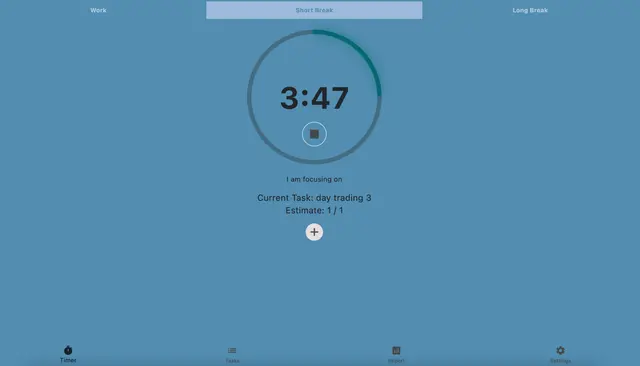 Work
Short Break
Long Break
3:47
I am focusing on
Current Task: day trading 3
Estimate: 1 / 1
Timer
Tasks
Report
Settings